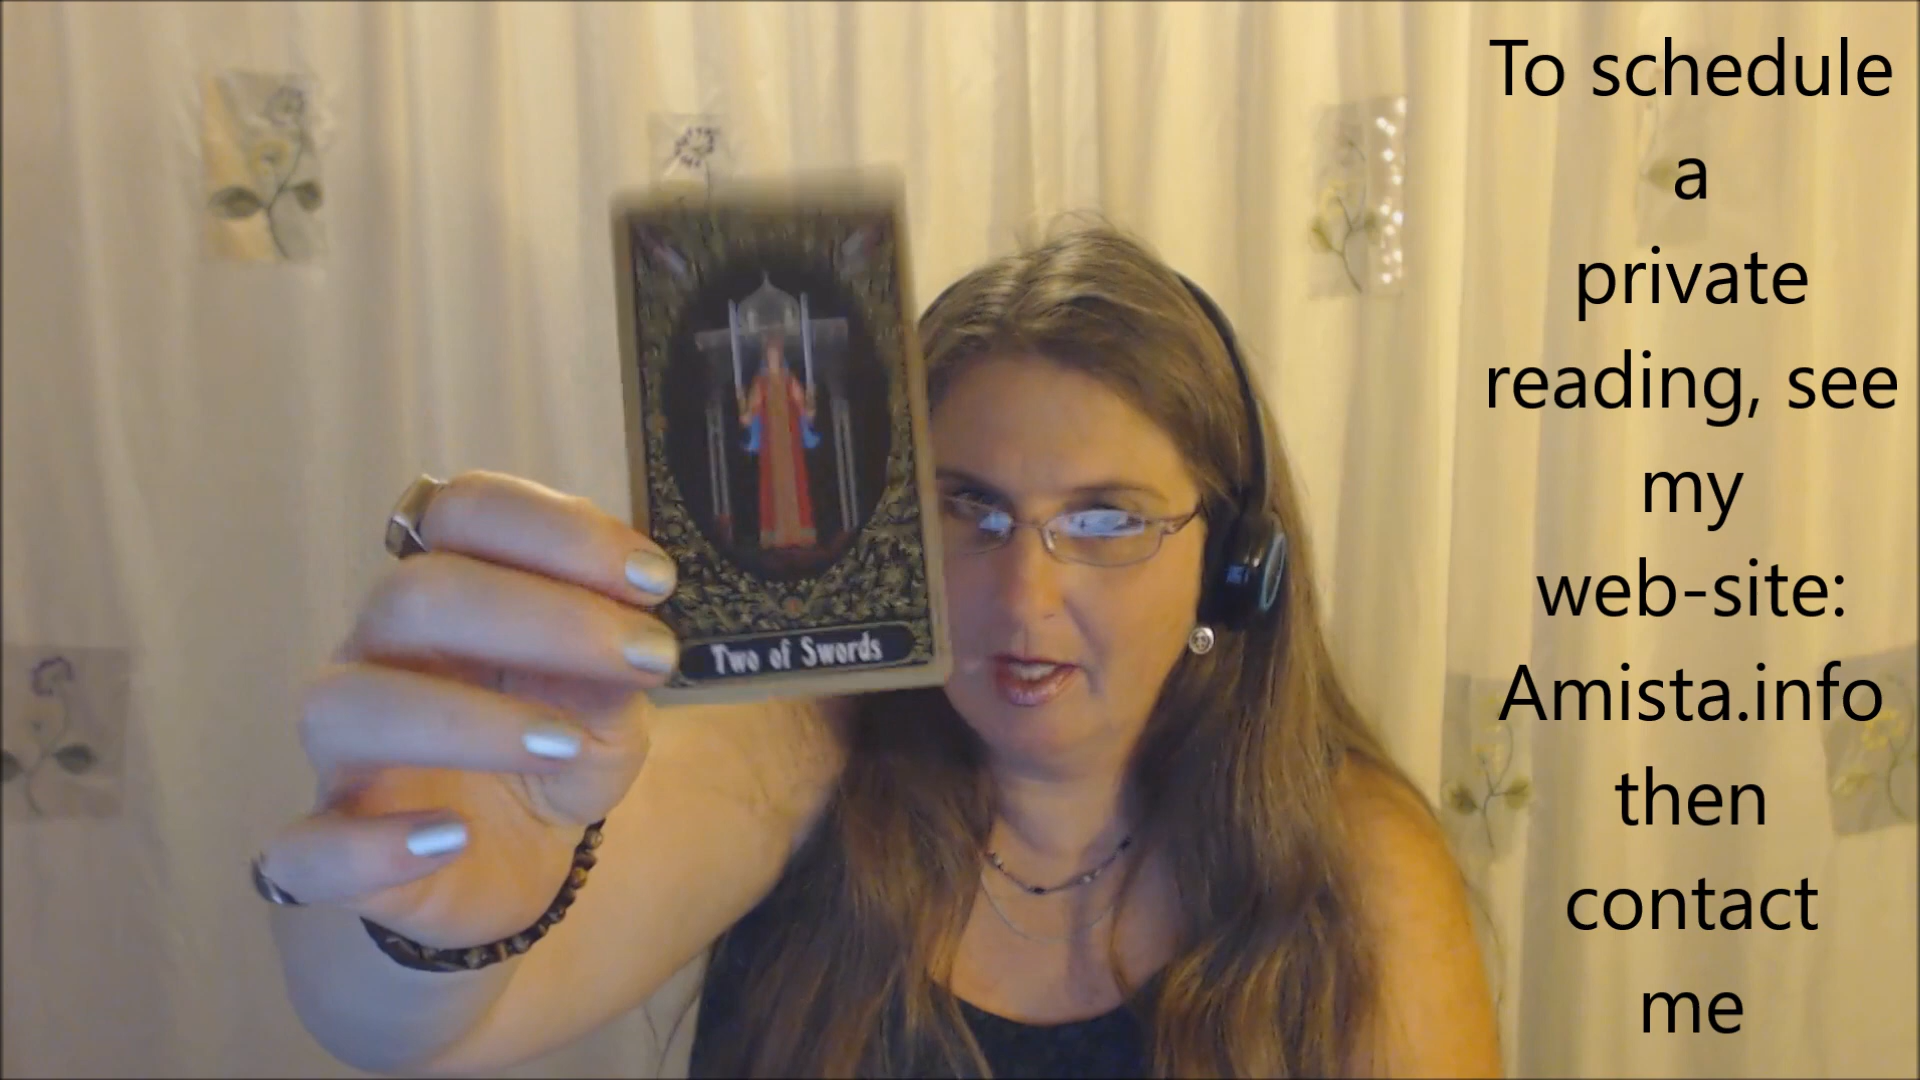 To schedule
a
private
reading, see
my
web-site:
Amista.info
then
contact
me
Two of Swords